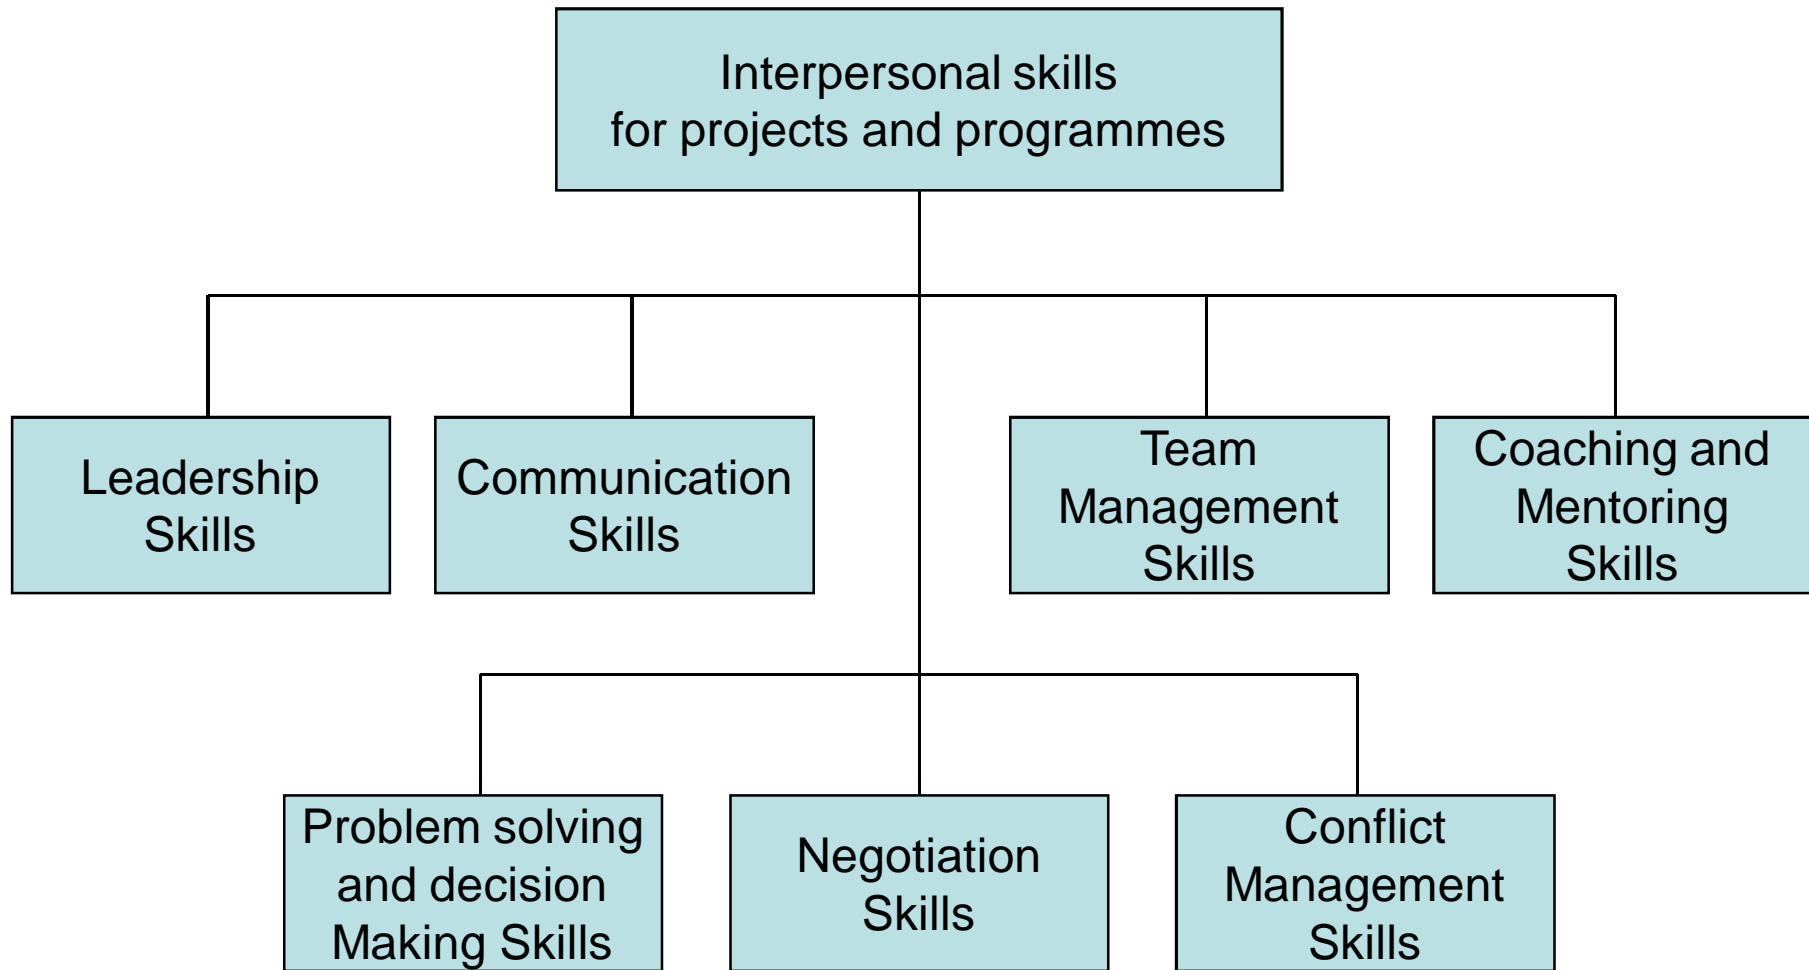 Interpersonal skills
for projects and programmes
Leadership
Skills
Communication
Skills
Team
Management
Skills
Coaching and
Mentoring
Skills
Problem solving
and decision
Making Skills
Negotiation
Skills
Conflict
Management
Skills